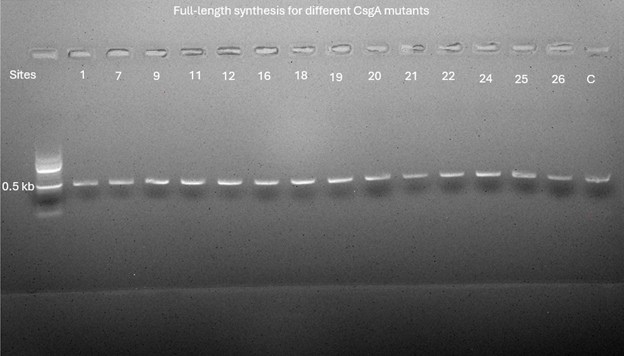 Full-length synthesis for different CsgA mutants
Sites 1 7 9 11 12 16 18 19 20 21 22 24 25 26 C
0.5 kb